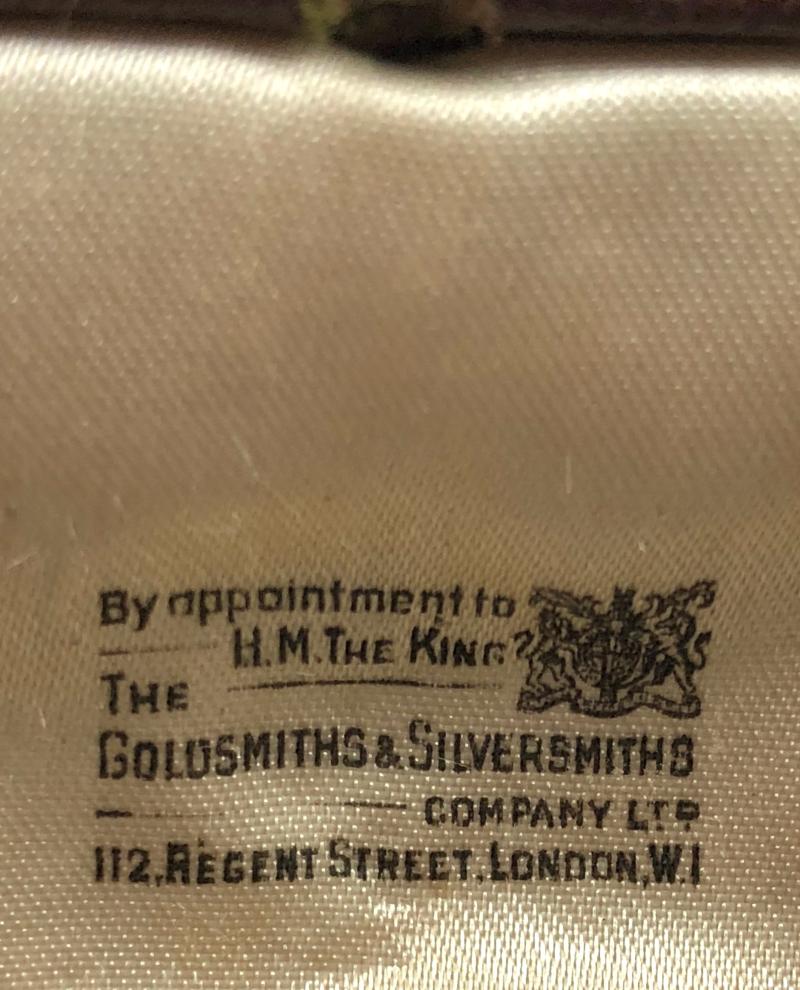 By appointment to
H.M. THE KING
THE
GOLDSMITHS & SILVERSMITHS
COMPANY LTD
112, REGENT STREET, LONDON, W.1